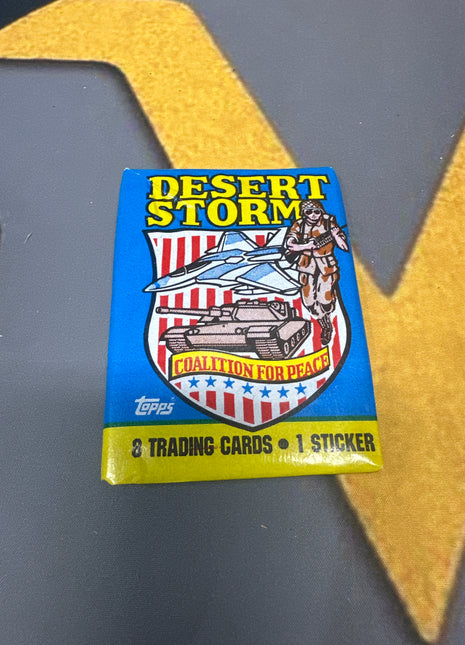 DESERT
STORM
COALITION FOR PEACE
topps
8 TRADING CARDS • 1 STICKER